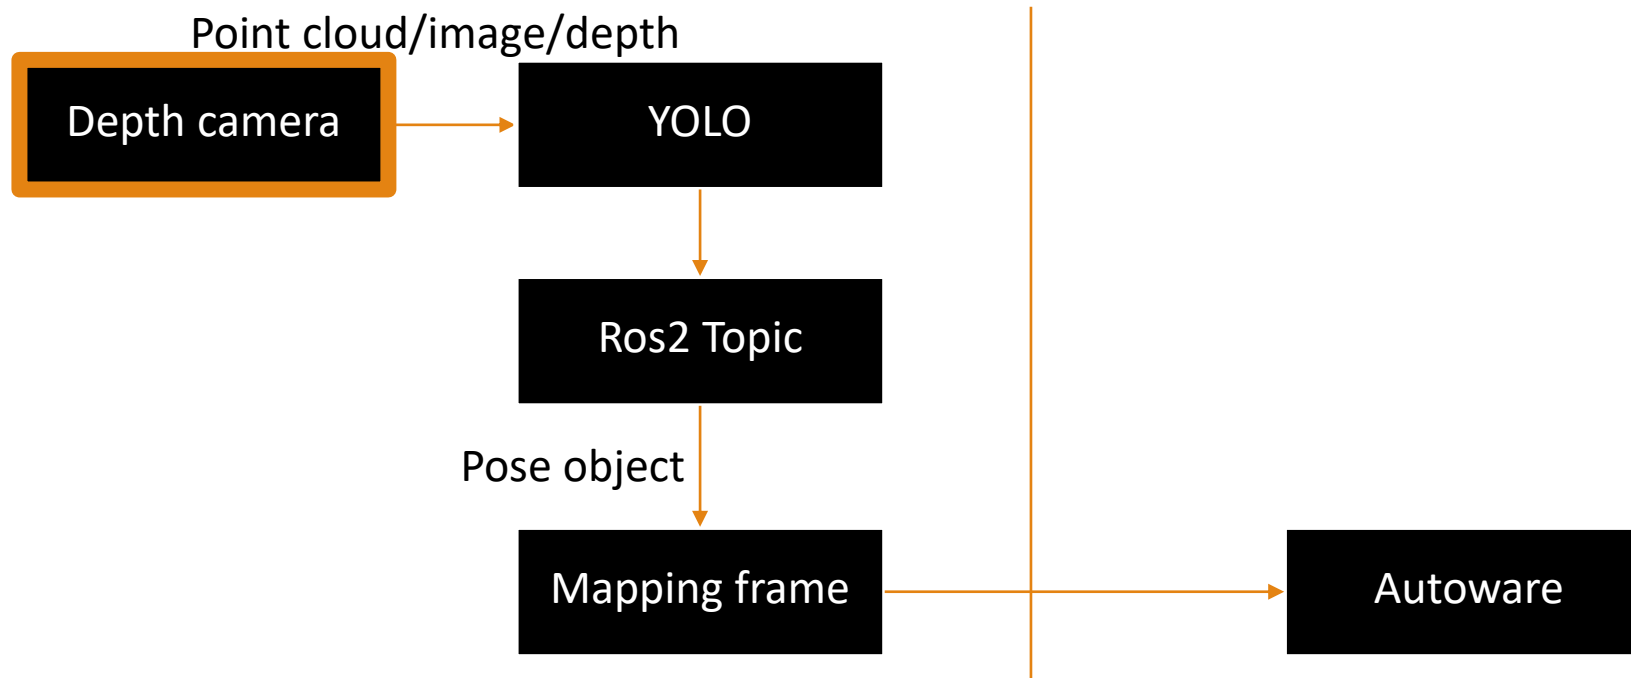 Point cloud/image/depth
Depth camera
YOLO
Ros2 Topic
Pose object
Mapping frame
Autoware